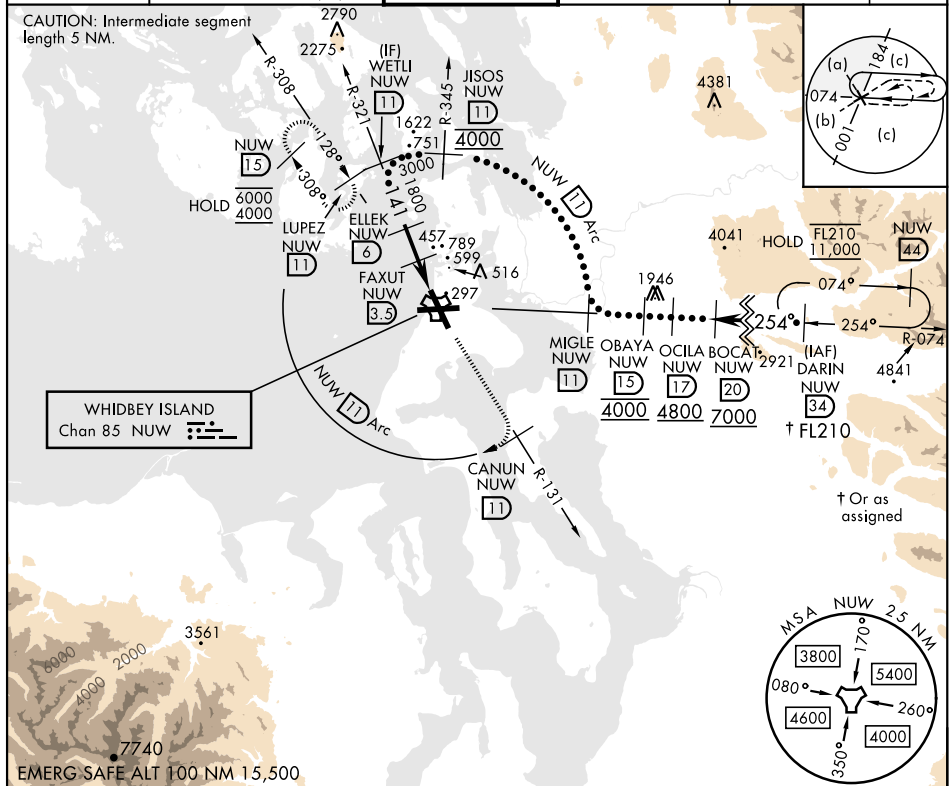 CAUTION: Intermediate segment
length 5 NM.
2790
2275
R-308
R-321
(IF)
WETLI
NUW
11
R-345
JISOS
NUW
11
4000
1622
751
3000
1800
141
128°
308°
NUW
15
HOLD
6000
4000
LUPEZ
NUW
11
ELLEK
NUW
6
457
789
599
516
297
FAXUT
NUW
3.5
NUW 11 Arc
4381
184
(a)
(c)
074
(b)
(c)
001
4041
HOLD
FL210
11,000
NUW
44
074°
254°
254°
R-074
1946
2921
4841
MIGLE
NUW
11
OBAYA
NUW
15
4000
OCILA
NUW
17
4800
BOCAT
NUW
20
7000
(IAF)
DARIN
NUW
34
† FL210
† Or as
assigned
WHIDBEY ISLAND
Chan 85 NUW
NUW 11 Arc
CANUN
NUW
11
R-131
3561
6000
2000
4000
7740
EMERG SAFE ALT 100 NM 15,500
MSA NUW 25 NM
3800
170°
5400
080°
260°
4600
4000
350°